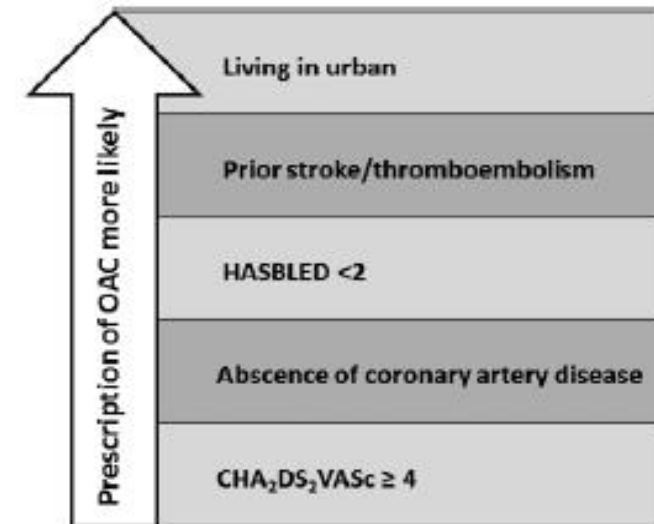 Prescription of OAC more likely
Living in urban
Prior stroke/thromboembolism
HASBLED <2
Abscence of coronary artery disease
CHA₂DS₂VASc ≥ 4